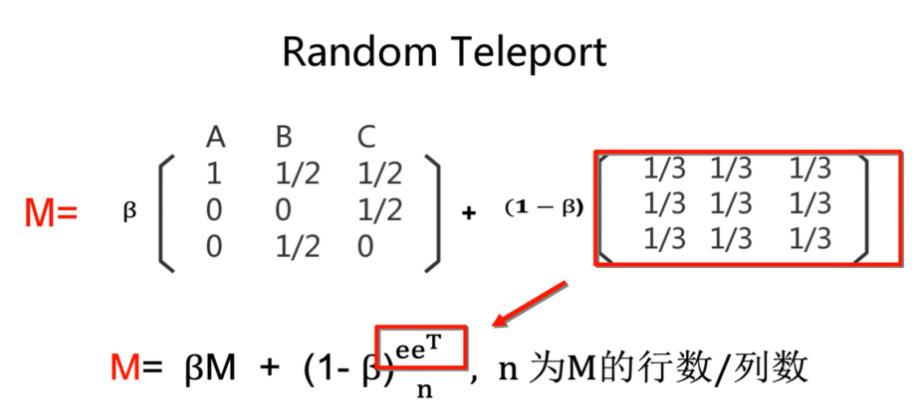 Random Teleport
A B C
1 1/2 1/2 1/3 1/3 1/3
M= β 0 0 1/2 + (1 − β) 1/3 1/3 1/3
0 1/2 0 1/3 1/3 1/3
M= βM + (1- β) eeᵀ/n , n 为M的行数/列数